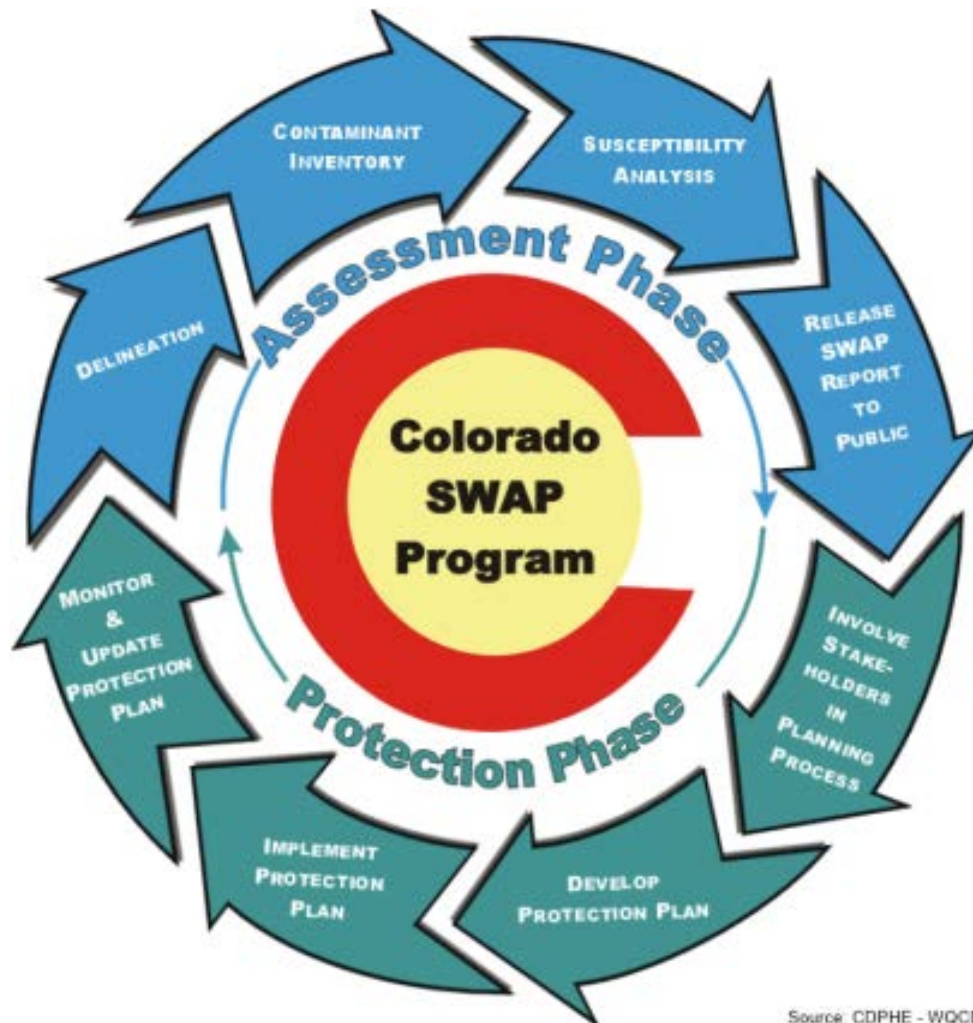 CONTAMINANT
INVENTORY
SUSCEPTIBILITY
ANALYSIS
RELEASE
SWAP
REPORT
TO
PUBLIC
DELINEATION
Assessment Phase
Colorado
SWAP
Program
Protection Phase
INVOLVE
STAKE-
HOLDERS
IN
PLANNING
PROCESS
DEVELOP
PROTECTION PLAN
IMPLEMENT
PROTECTION
PLAN
MONITOR
&
UPDATE
PROTECTION
PLAN
Source: CDPHE -